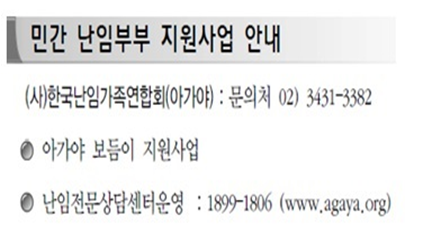 민간 난임부부 지원사업 안내
(사)한국난임가족연합회(아가야) : 문의처 02) 3431-3382
아가야 보듬이 지원사업
난임전문상담센터운영 : 1899-1806 (www.agaya.org)